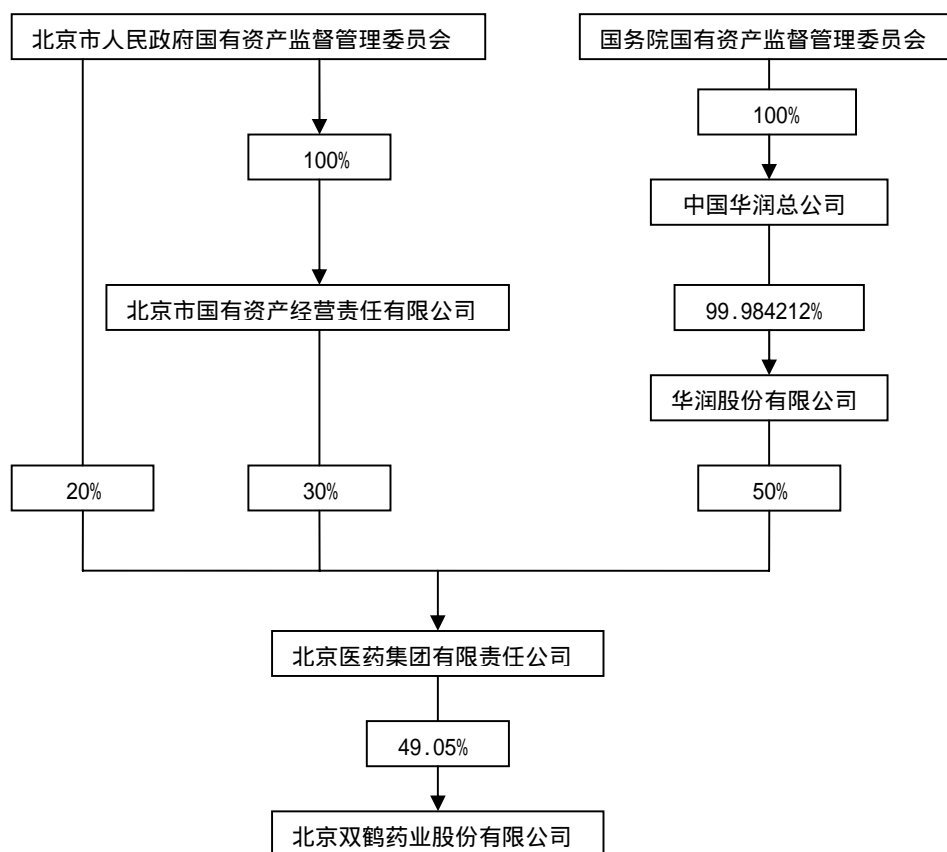 北京市人民政府国有资产监督管理委员会
国务院国有资产监督管理委员会
100%
100%
中国华润总公司
北京市国有资产经营责任有限公司
99.984212%
华润股份有限公司
20%
30%
50%
北京医药集团有限责任公司
49.05%
北京双鹤药业股份有限公司